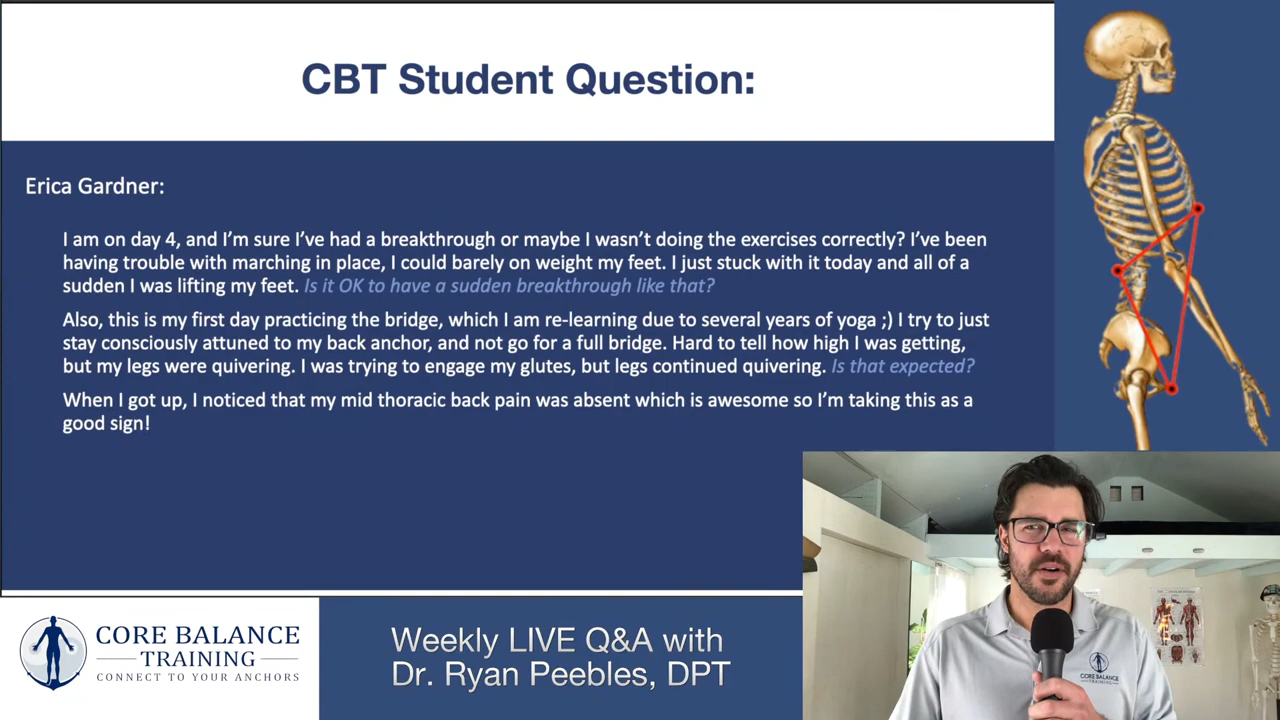 CBT Student Question:
Erica Gardner:
I am on day 4, and I'm sure I've had a breakthrough or maybe I wasn't doing the exercises correctly? I've been
having trouble with marching in place, I could barely on weight my feet. I just stuck with it today and all of a
sudden I was lifting my feet. Is it OK to have a sudden breakthrough like that?
Also, this is my first day practicing the bridge, which I am re-learning due to several years of yoga ;) I try to just
stay consciously attuned to my back anchor, and not go for a full bridge. Hard to tell how high I was getting,
but my legs were quivering. I was trying to engage my glutes, but legs continued quivering. Is that expected?
When I got up, I noticed that my mid thoracic back pain was absent which is awesome so I'm taking this as a
good sign!
CORE BALANCE
TRAINING
CONNECT TO YOUR ANCHORS
Weekly LIVE Q&A with
Dr. Ryan Peebles, DPT
CORE BALANCE
TRAINING